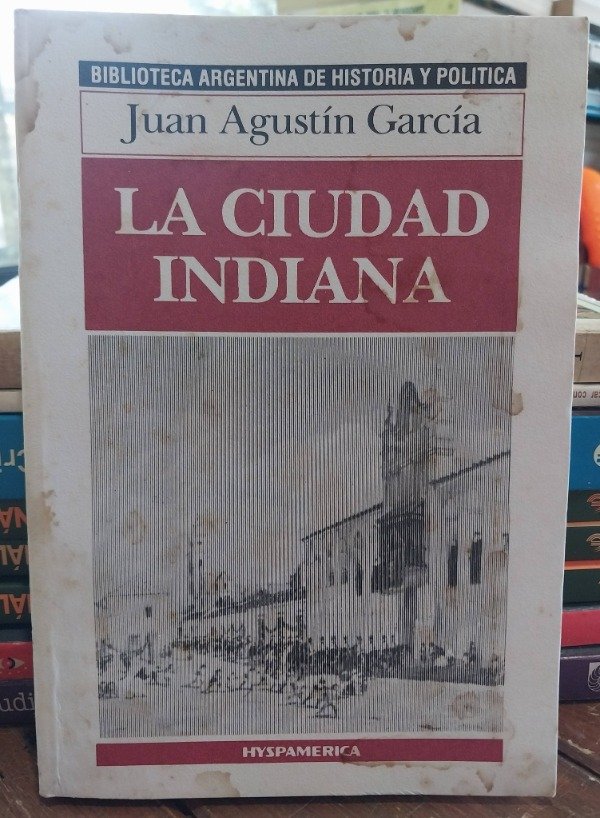 BIBLIOTECA ARGENTINA DE HISTORIA Y POLITICA
Juan Agustín García
LA CIUDAD
INDIANA
HYSPAMERICA